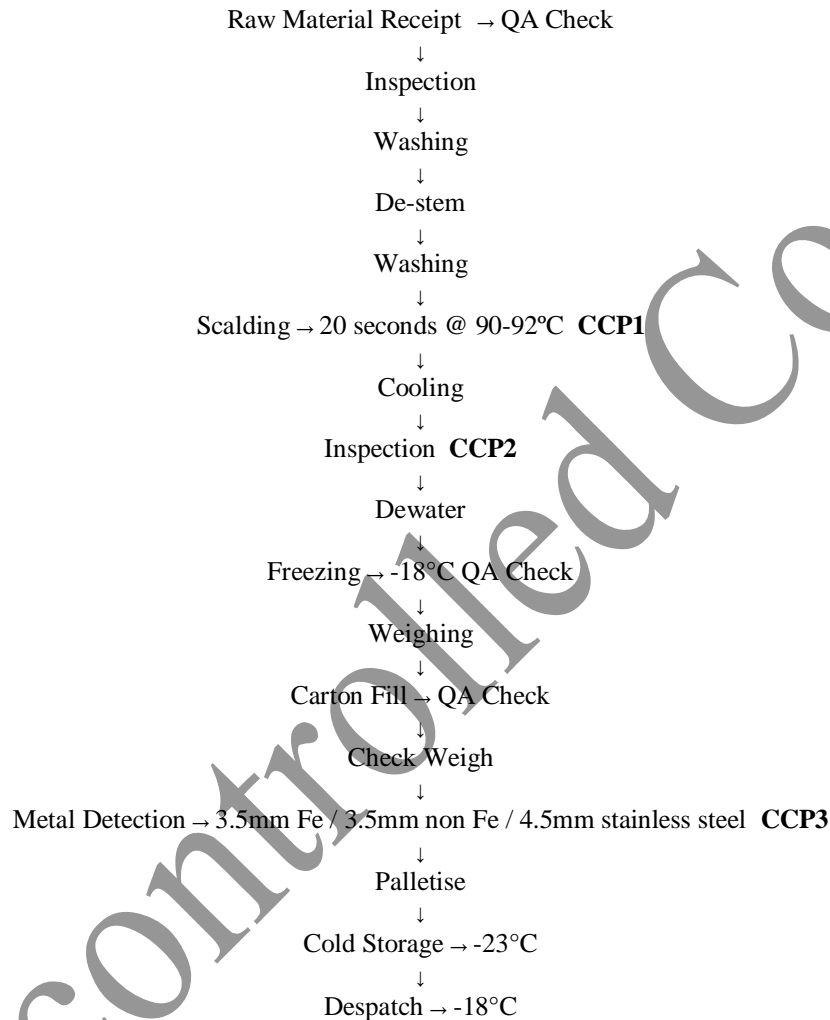 Raw Material Receipt → QA Check
↓
Inspection
↓
Washing
↓
De-stem
↓
Washing
↓
Scalding → 20 seconds @ 90-92ºC CCP1
↓
Cooling
↓
Inspection CCP2
↓
Dewater
↓
Freezing → -18°C QA Check
↓
Weighing
↓
Carton Fill → QA Check
↓
Check Weigh
↓
Metal Detection → 3.5mm Fe / 3.5mm non Fe / 4.5mm stainless steel CCP3
↓
Palletise
↓
Cold Storage → -23°C
↓
Despatch → -18°C
controlled Co